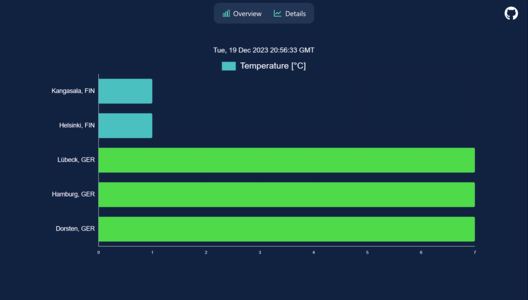 Overview Details
Tue, 19 Dec 2023 20:56:33 GMT
Temperature [°C]
Kangasala, FIN
Helsinki, FIN
Lübeck, GER
Hamburg, GER
Dorsten, GER
0 1 2 3 4 5 6 7